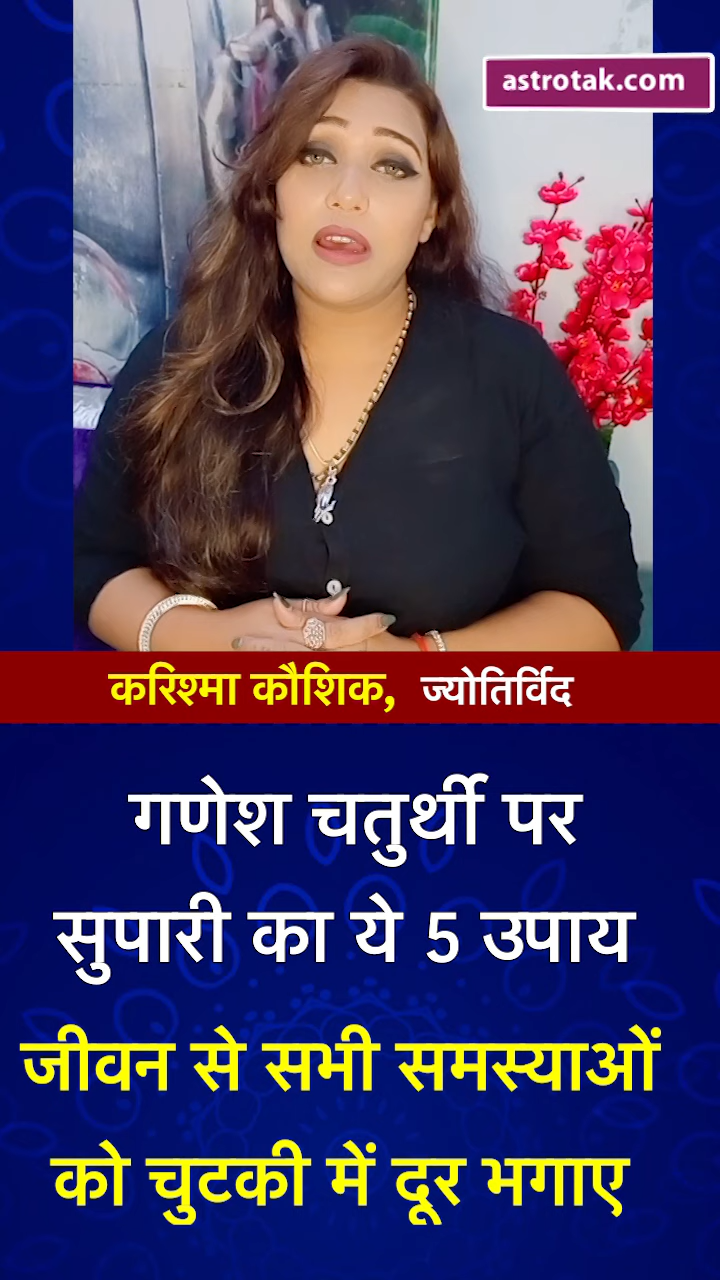 astrotak.com
करिश्मा कौशिक, ज्योतिर्विद
गणेश चतुर्थी पर
सुपारी का ये 5 उपाय
जीवन से सभी समस्याओं
को चुटकी में दूर भगाए